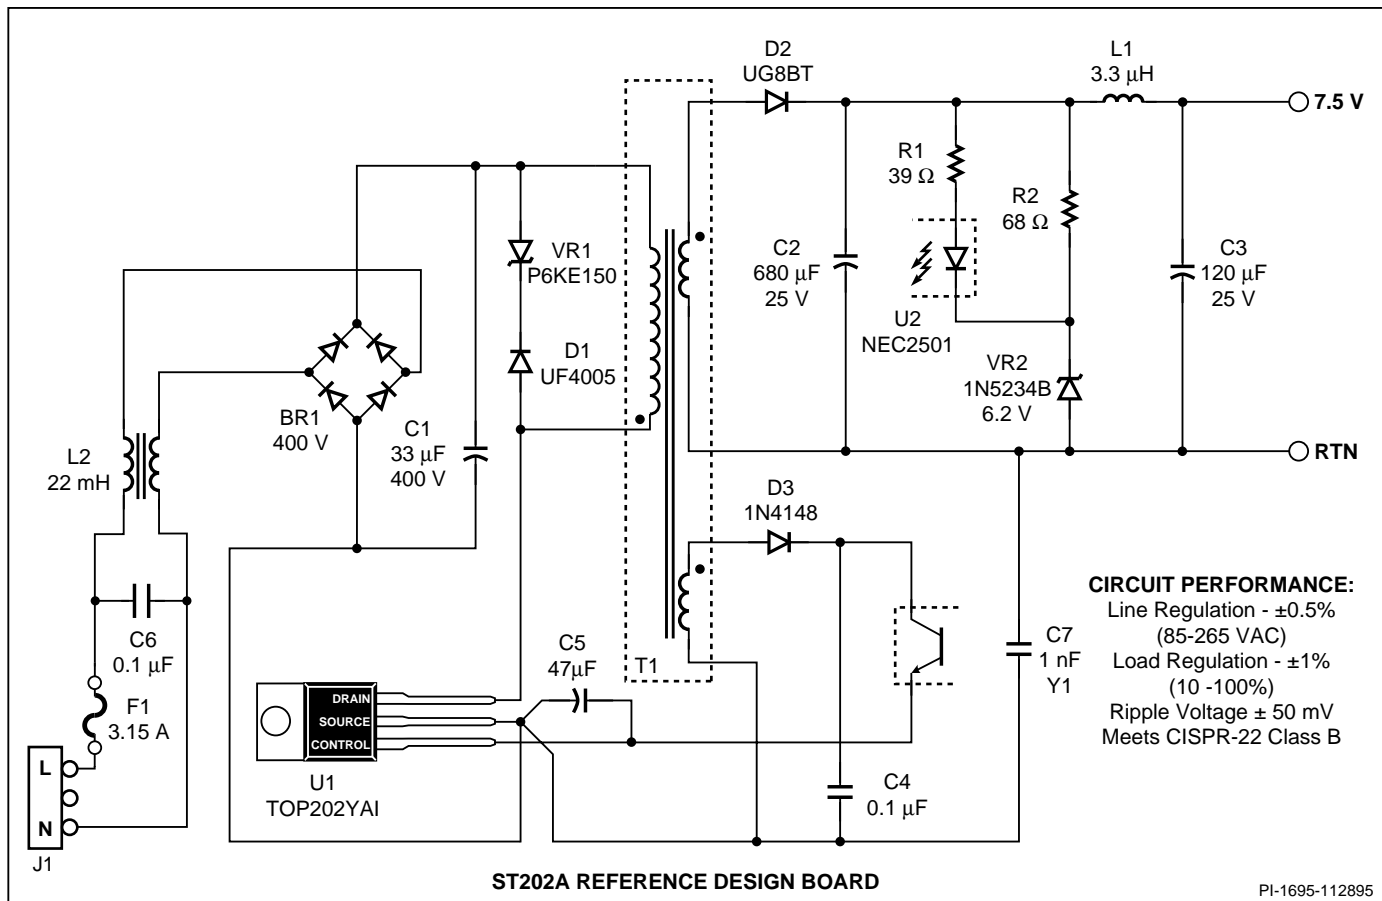 D2
UG8BT
L1
3.3 µH
7.5 V
R1
39 Ω
R2
68 Ω
VR1
P6KE150
C2
680 µF
25 V
C3
120 µF
25 V
U2
NEC2501
D1
UF4005
VR2
1N5234B
6.2 V
BR1
400 V
C1
33 µF
400 V
L2
22 mH
RTN
D3
1N4148
CIRCUIT PERFORMANCE:
Line Regulation - ±0.5%
(85-265 VAC)
Load Regulation - ±1%
(10 -100%)
Ripple Voltage ± 50 mV
Meets CISPR-22 Class B
C6
0.1 µF
C5
47µF
T1
C7
1 nF
Y1
F1
3.15 A
DRAIN
SOURCE
CONTROL
L
N
J1
U1
TOP202YAI
C4
0.1 µF
ST202A REFERENCE DESIGN BOARD
PI-1695-112895